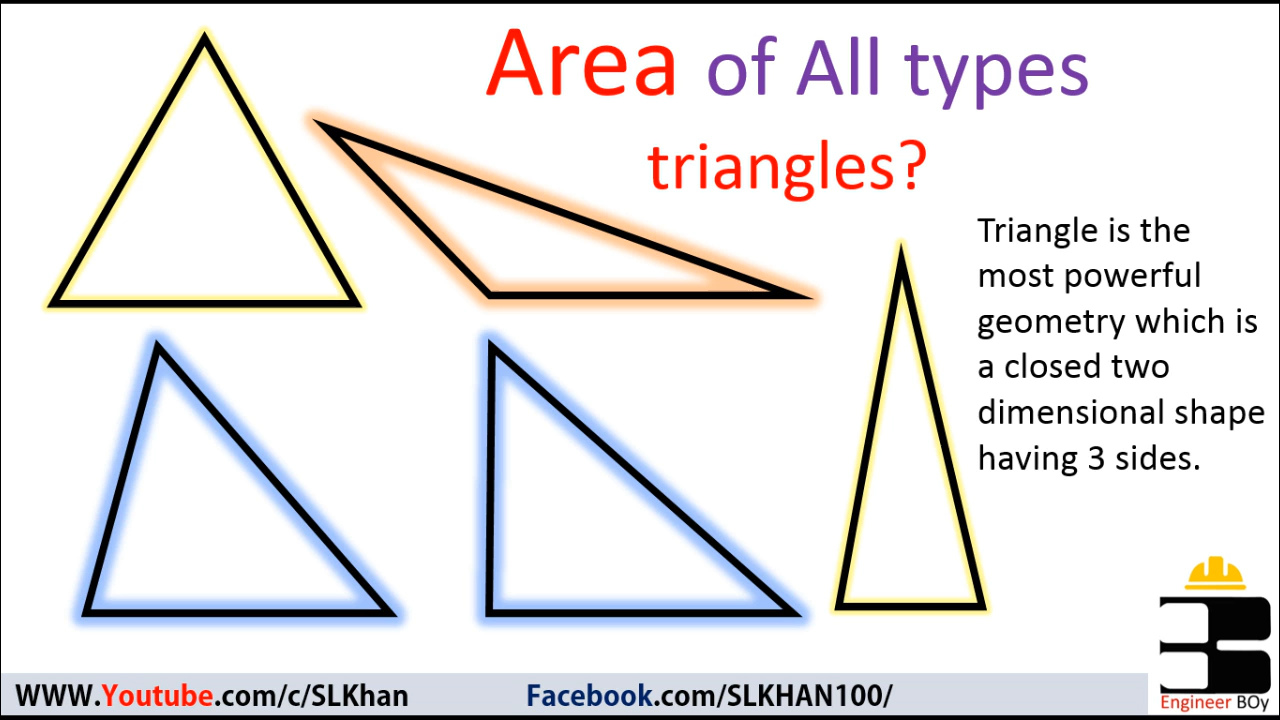 Area of All types
triangles?
Triangle is the
most powerful
geometry which is
a closed two
dimensional shape
having 3 sides.
WWW.Youtube.com/c/SLKhan
Facebook.com/SLKHAN100/
Engineer BOy